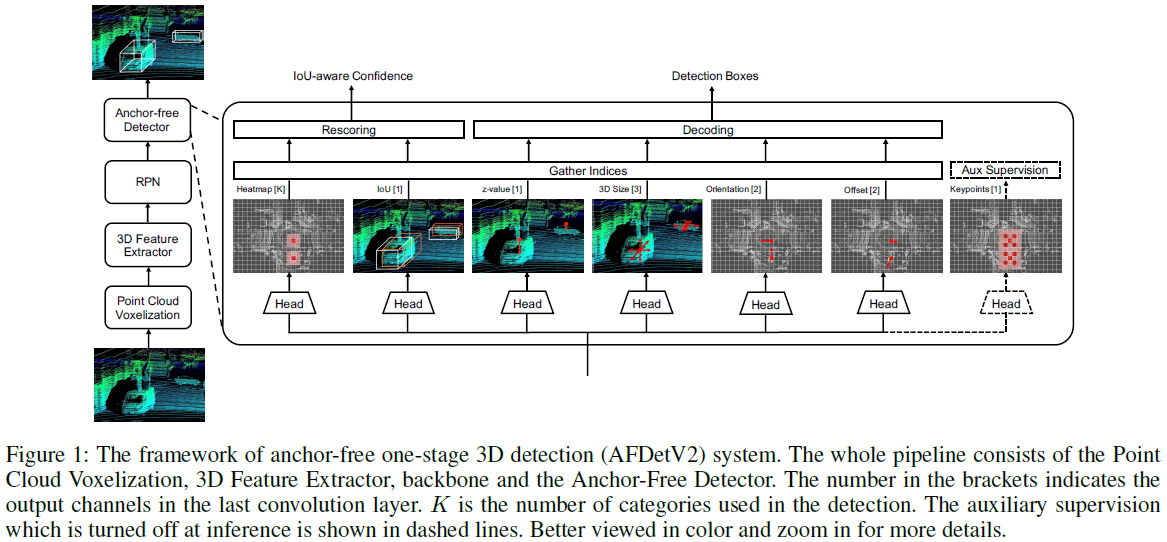 IoU-aware Confidence
Detection Boxes
Anchor-free
Detector
RPN
3D Feature
Extractor
Point Cloud
Voxelization
Rescoring
Decoding
Gather Indices
Aux Supervision
Heatmap [K]
IoU [1]
z-value [1]
3D Size [3]
Orientation [2]
Offset [2]
Keypoints [1]
Head
Head
Head
Head
Head
Head
Head
Figure 1: The framework of anchor-free one-stage 3D detection (AFDetV2) system. The whole pipeline consists of the Point
Cloud Voxelization, 3D Feature Extractor, backbone and the Anchor-Free Detector. The number in the brackets indicates the
output channels in the last convolution layer. K is the number of categories used in the detection. The auxiliary supervision
which is turned off at inference is shown in dashed lines. Better viewed in color and zoom in for more details.